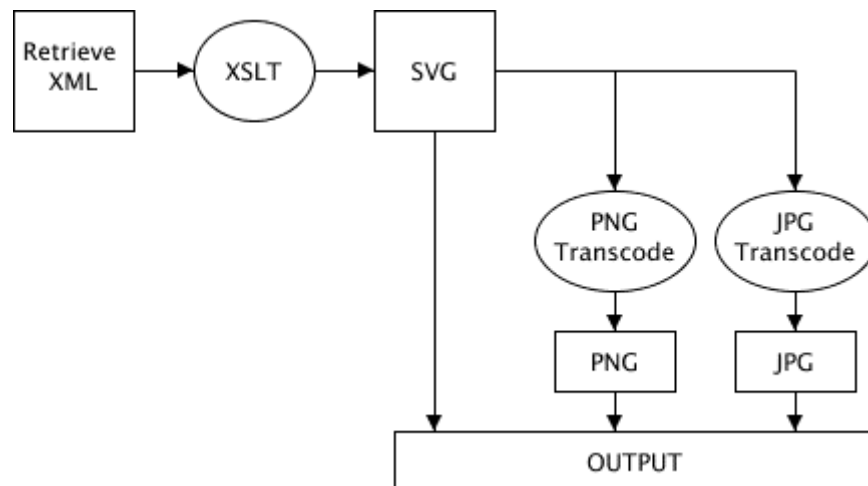 Retrieve
XML
XSLT
SVG
PNG
Transcode
JPG
Transcode
PNG
JPG
OUTPUT